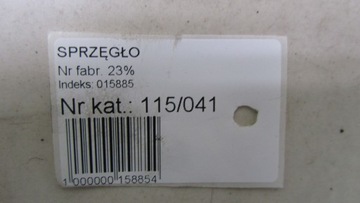 SPRZĘGŁO
Nr fabr. 23%
Indeks: 015885
Nr kat.: 115/041
1 000000 158854